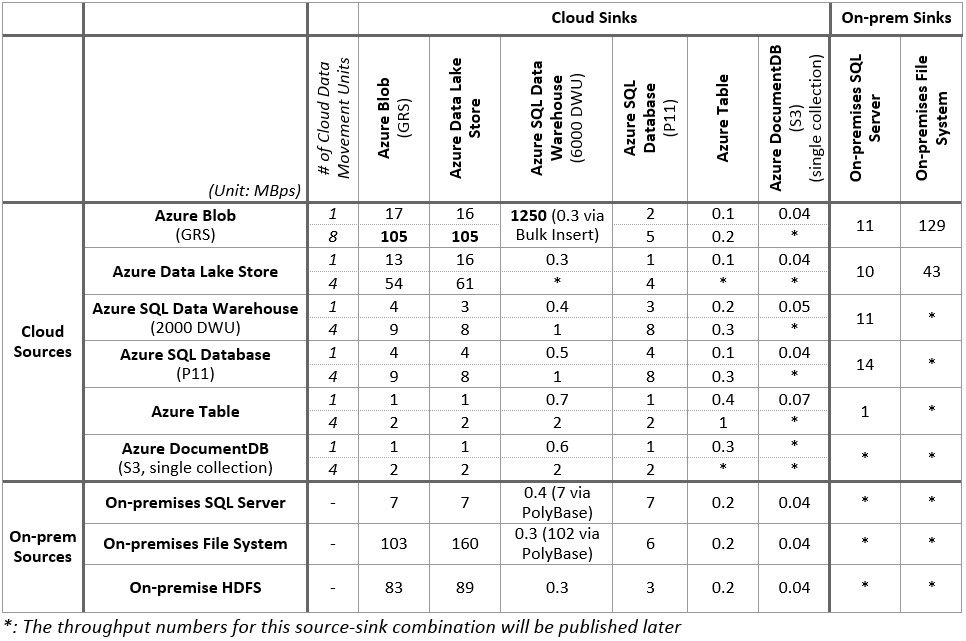 Cloud Sinks On-prem Sinks
(Unit: MBps) # of Cloud Data Movement Units Azure Blob (GRS) Azure Data Lake Store Azure SQL Data Warehouse (6000 DWU) Azure SQL Database (P11) Azure Table Azure DocumentDB (S3) (single collection) On-premises SQL Server On-premises File System
Cloud Sources
Azure Blob (GRS) 1 17 16 1250 (0.3 via Bulk Insert) 2 0.1 0.04 11 129
8 105 105 5 0.2 *
Azure Data Lake Store 1 13 16 0.3 1 0.1 0.04 10 43
4 54 61 * 4 * *
Azure SQL Data Warehouse (2000 DWU) 1 4 3 0.4 3 0.2 0.05 11 *
4 9 8 1 8 0.3 *
Azure SQL Database (P11) 1 4 4 0.5 4 0.1 0.04 14 *
4 9 8 1 8 0.3 *
Azure Table 1 1 1 0.7 1 0.4 0.07 1 *
4 2 2 2 2 1 *
Azure DocumentDB (S3, single collection) 1 1 1 0.6 1 0.3 * * *
4 2 2 2 2 * *
On-prem Sources
On-premises SQL Server - 7 7 0.4 (7 via PolyBase) 7 0.2 0.04 * *
On-premises File System - 103 160 0.3 (102 via PolyBase) 6 0.2 0.04 * *
On-premise HDFS - 83 89 0.3 3 0.2 0.04 * *
*: The throughput numbers for this source-sink combination will be published later